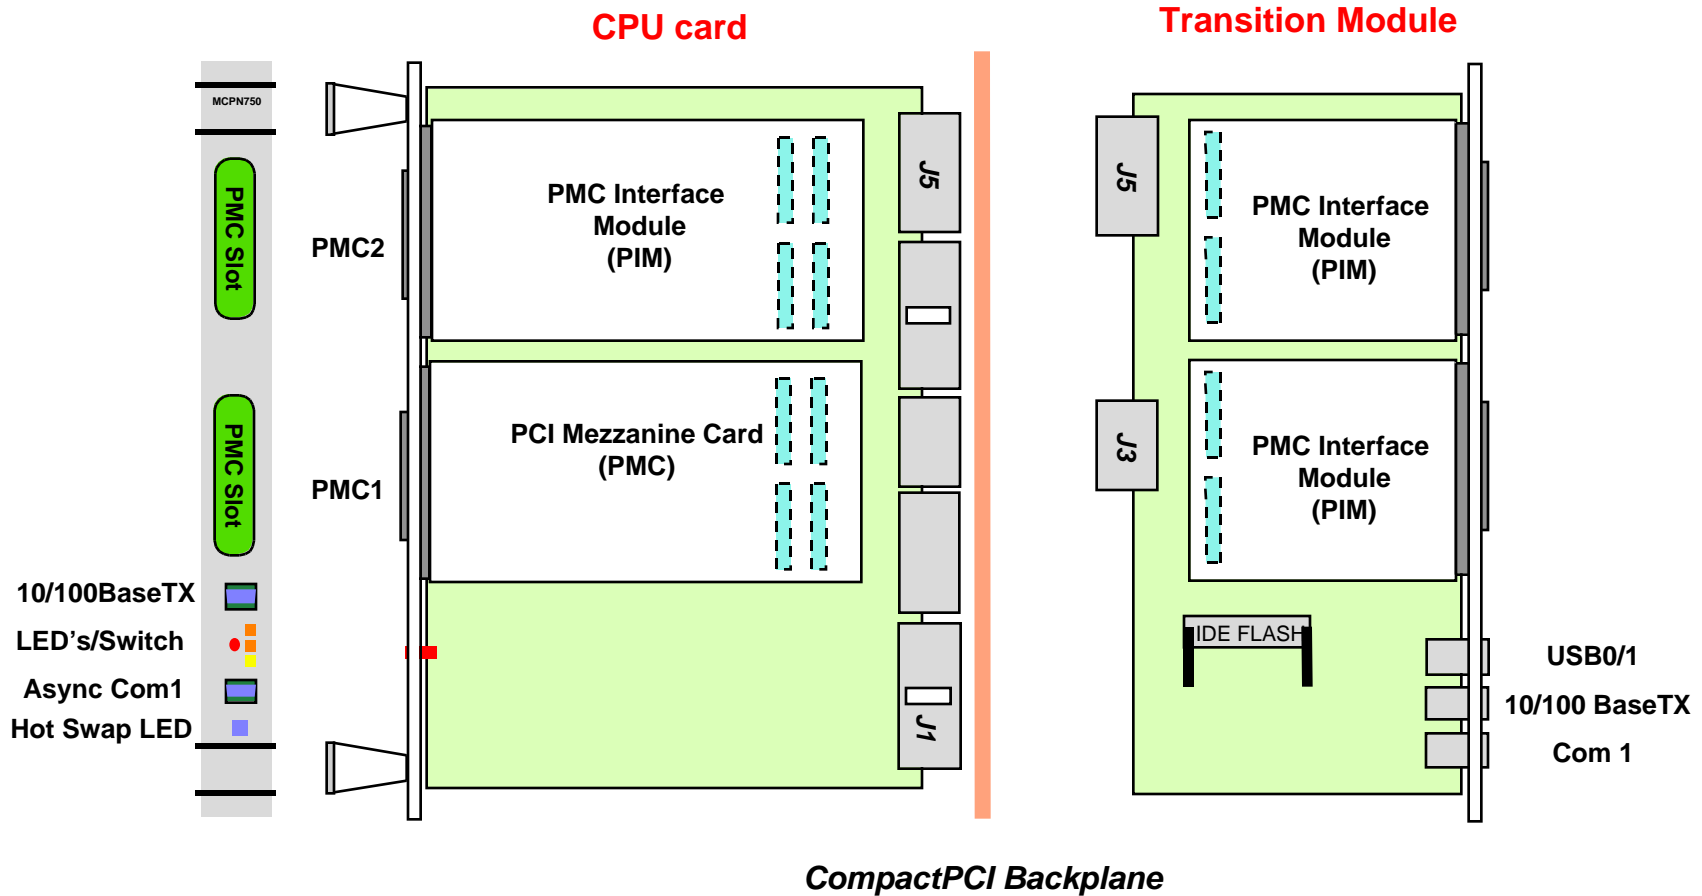 CPU card
Transition Module
MCPN750
PMC Slot
PMC Slot
10/100BaseTX
LED's/Switch
Async Com1
Hot Swap LED
PMC2
PMC1
PMC Interface
Module
(PIM)
PCI Mezzanine Card
(PMC)
J5
J1
J5
J3
PMC Interface
Module
(PIM)
PMC Interface
Module
(PIM)
IDE FLASH
USB0/1
10/100 BaseTX
Com 1
CompactPCI Backplane